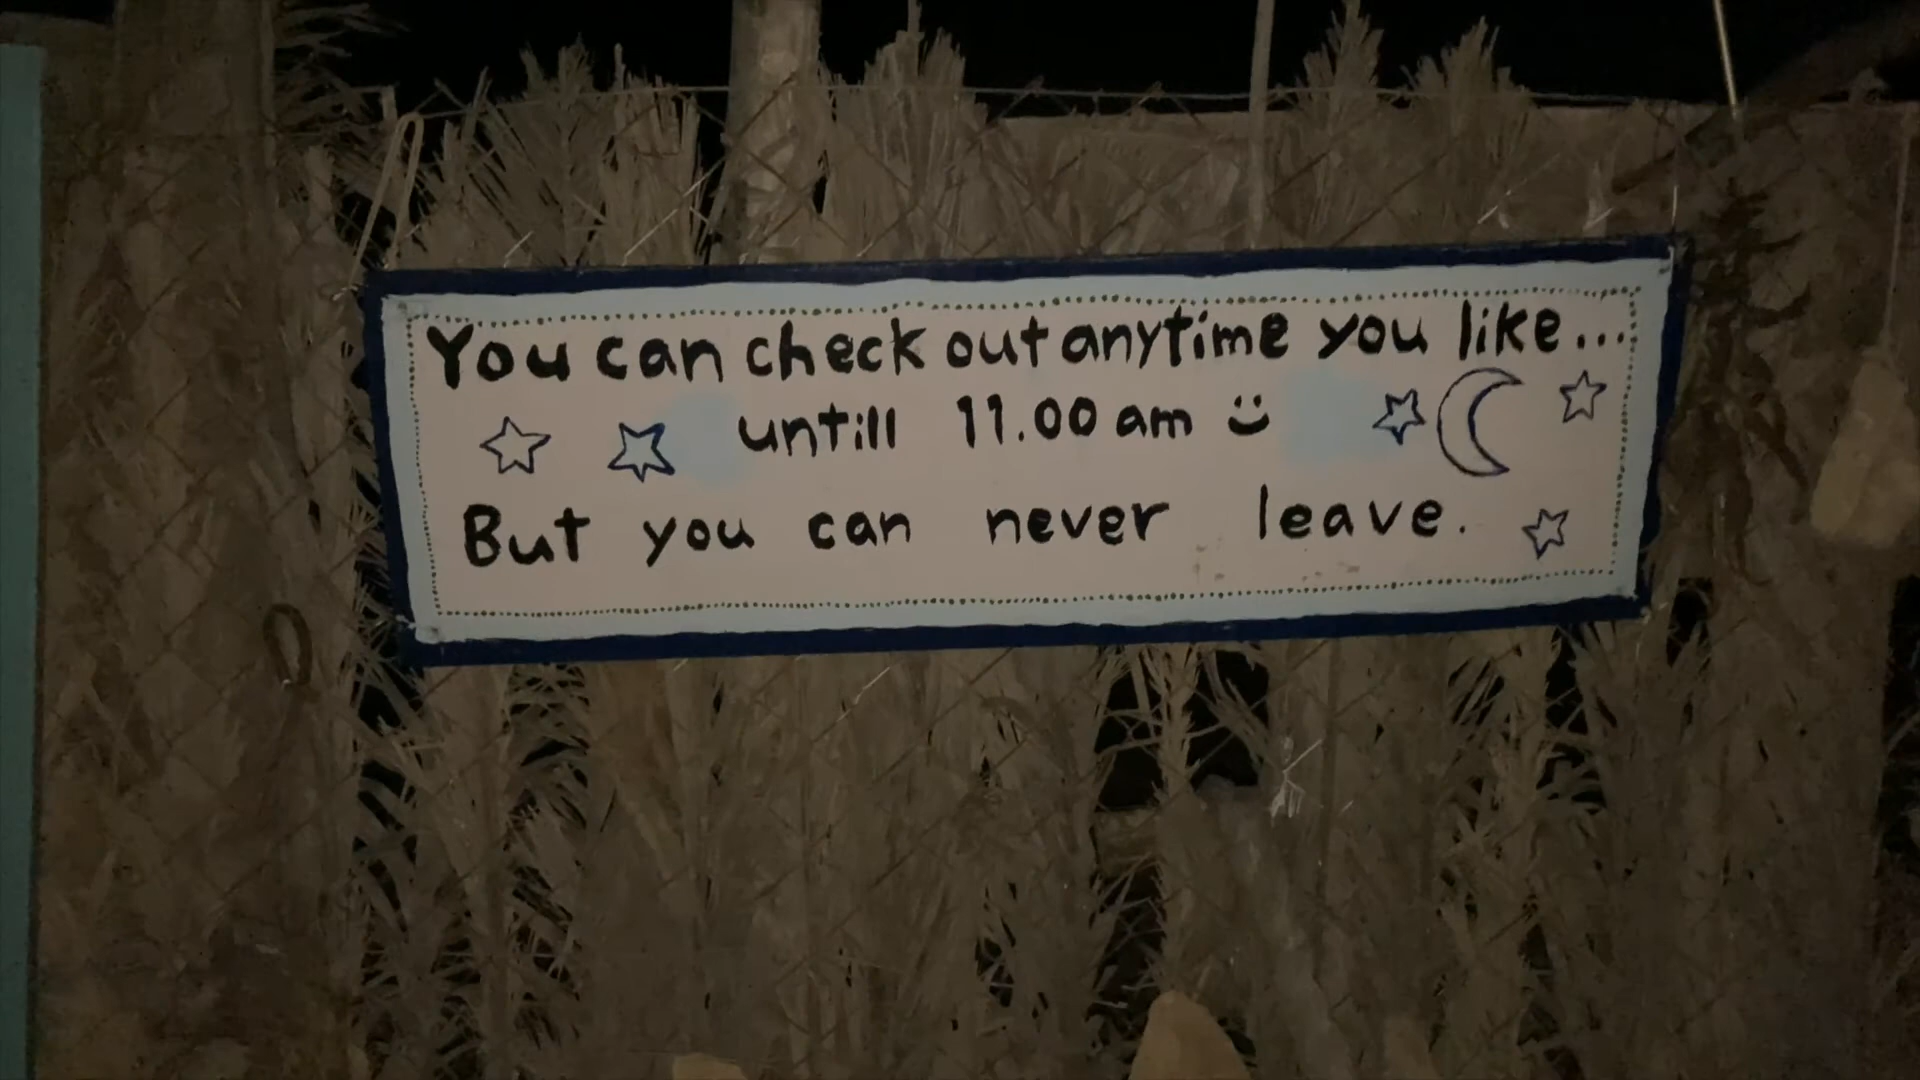 You can check out anytime you like...
untill 11.00 am :)
But you can never leave.